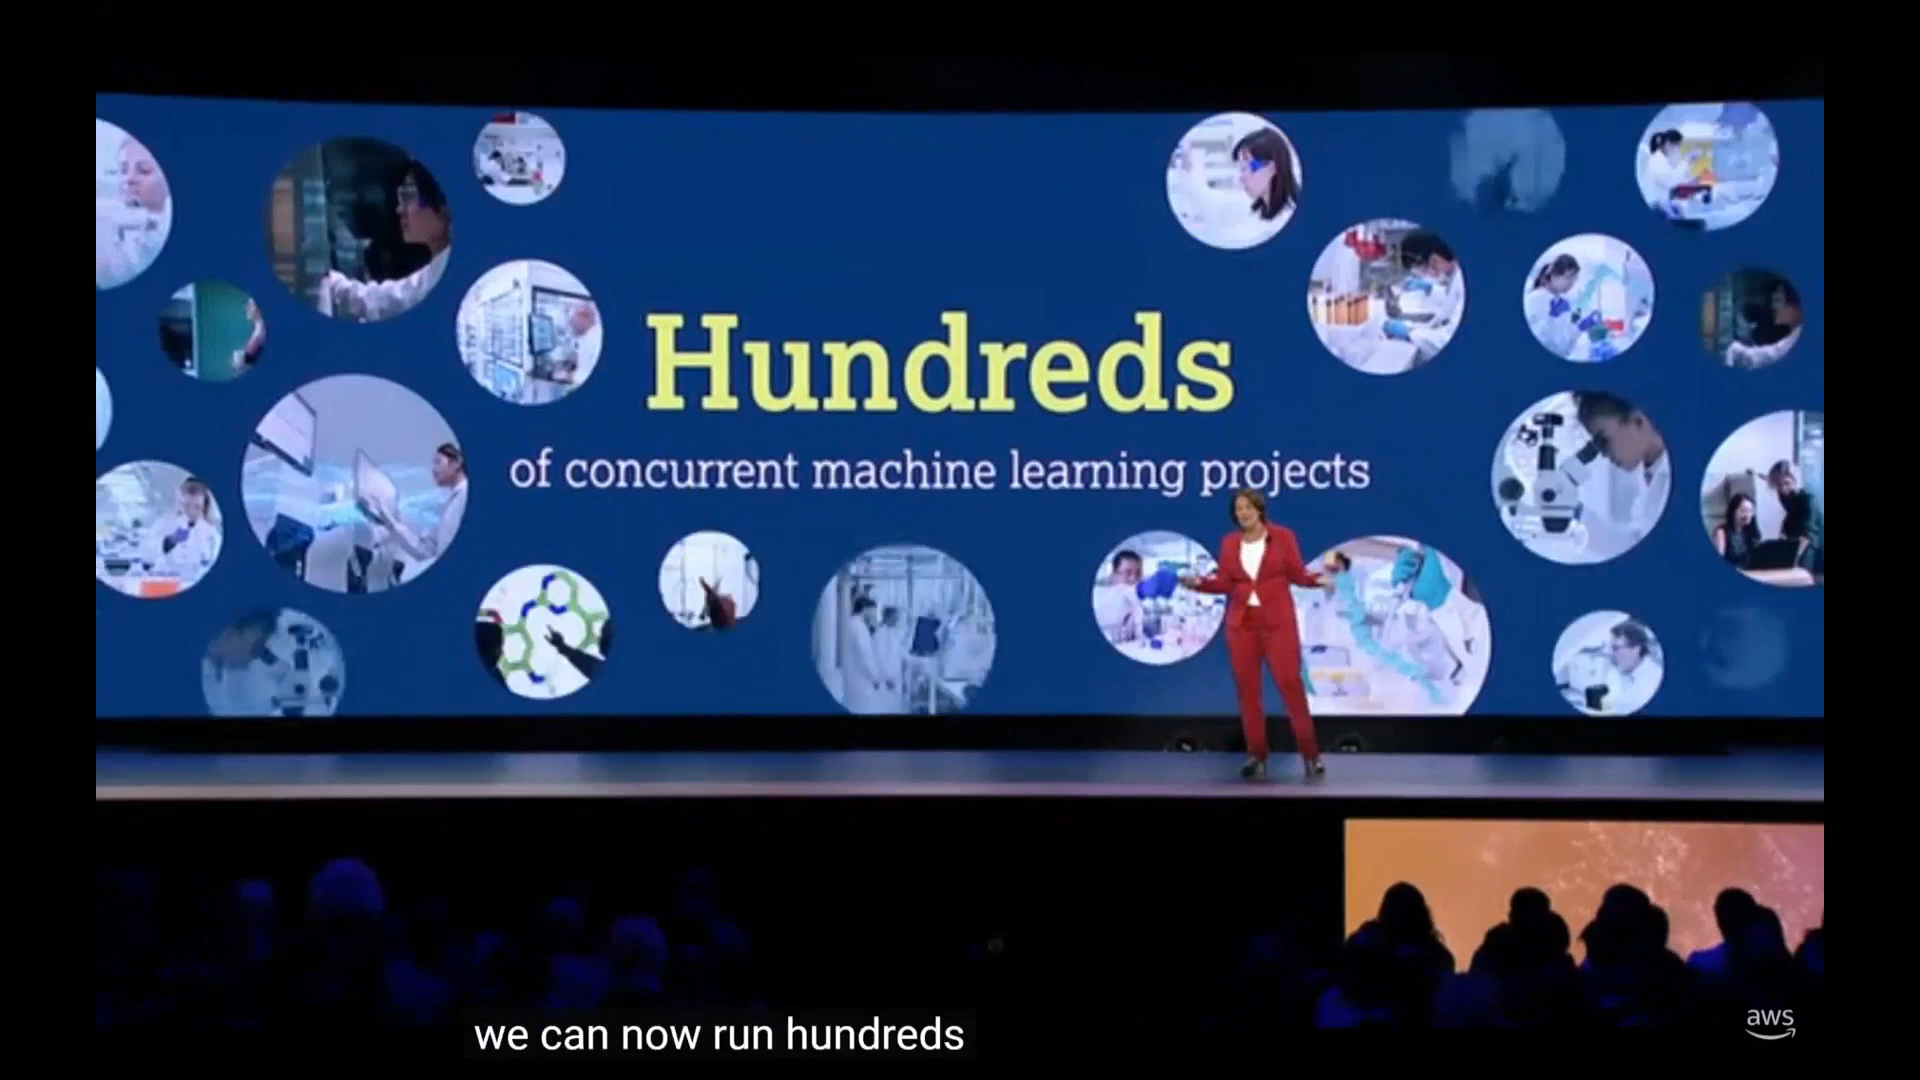 Hundreds
of concurrent machine learning projects
we can now run hundreds
aws